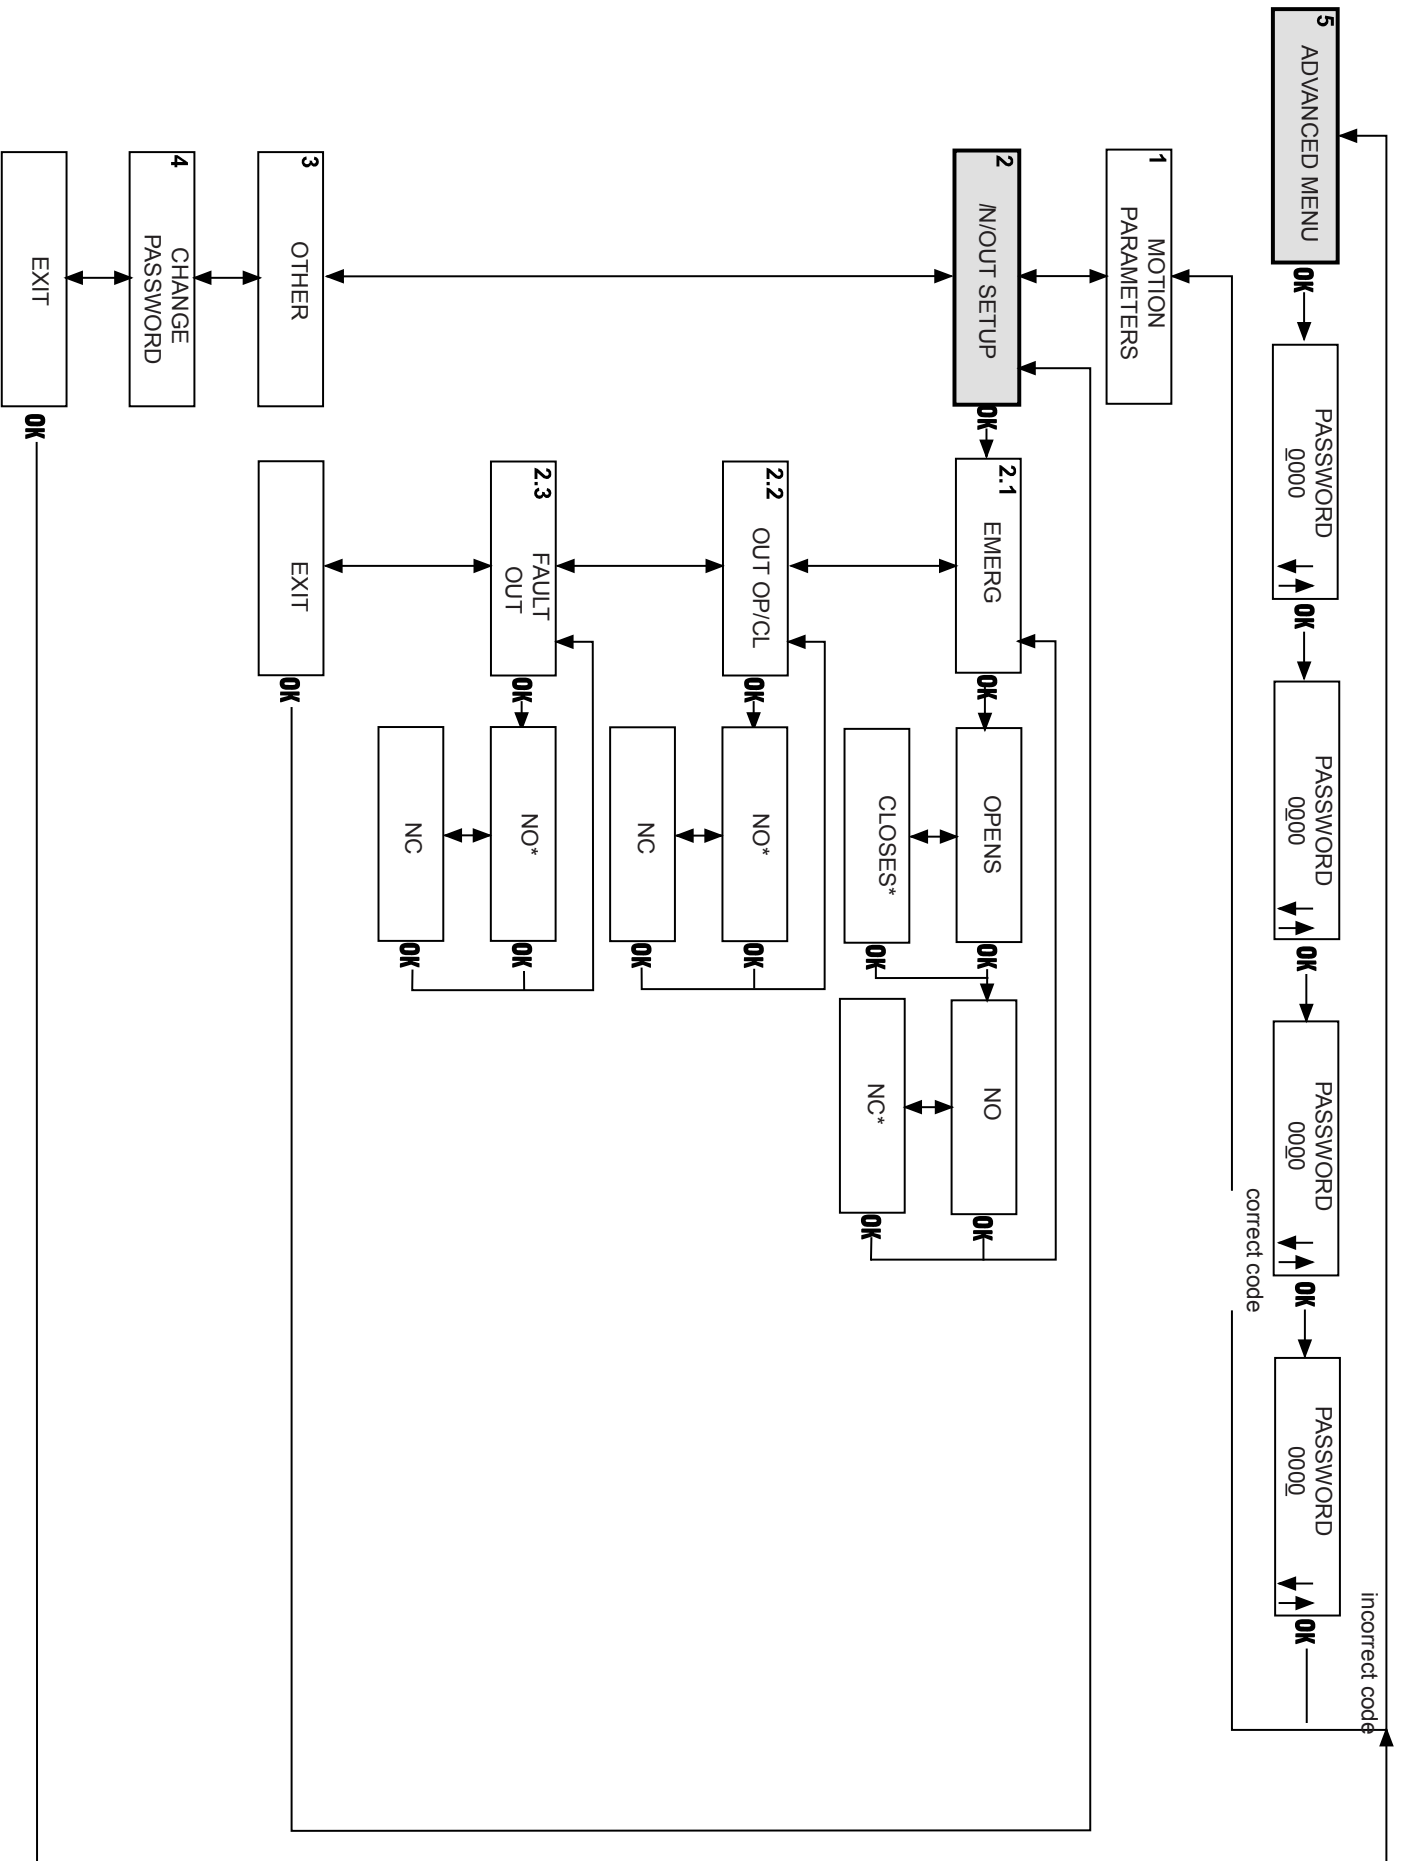 5
ADVANCED MENU
OK
PASSWORD
0000
OK
PASSWORD
0000
OK
PASSWORD
0000
OK
PASSWORD
0000
OK
incorrect code
correct code
1
MOTION
PARAMETERS
2
/N/OUT SETUP
OK
2.1
EMERG
OK
OPENS
OK
NO
OK
CLOSES*
OK
NC*
OK
2.2
OUT OP/CL
OK
NO*
OK
NC
OK
2.3
FAULT
OUT
OK
NO*
OK
NC
OK
3
OTHER
EXIT
OK
4
CHANGE
PASSWORD
EXIT
OK